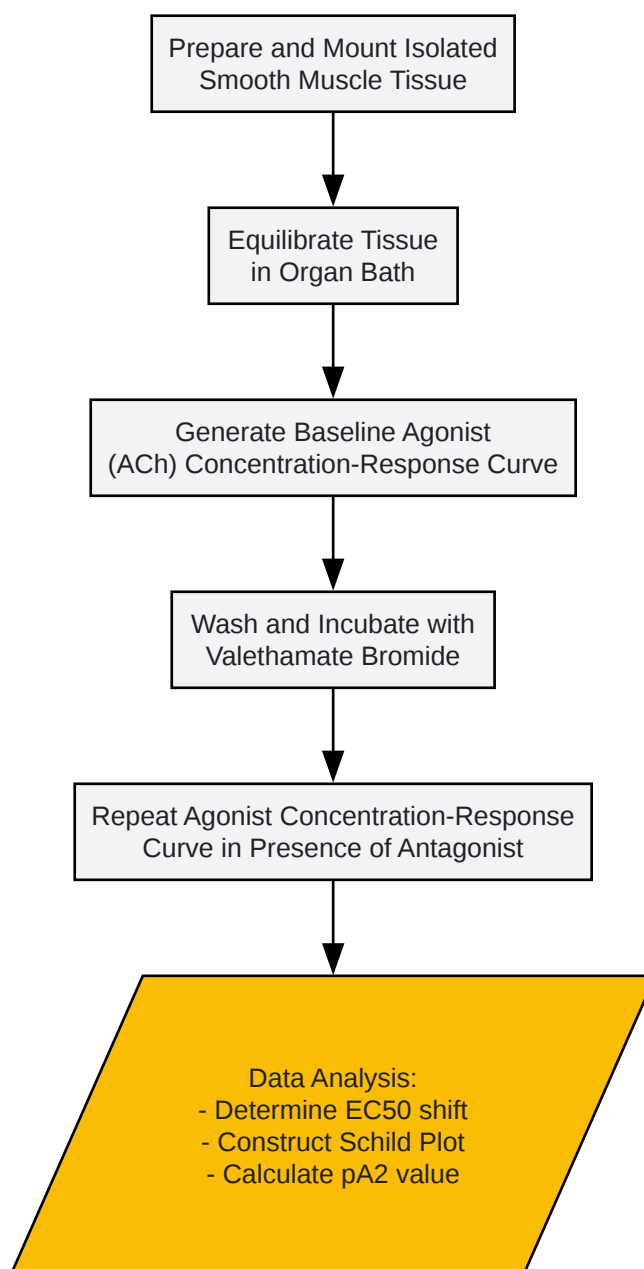 Prepare and Mount Isolated
Smooth Muscle Tissue
Equilibrate Tissue
in Organ Bath
Generate Baseline Agonist
(ACh) Concentration-Response Curve
Wash and Incubate with
Valethamate Bromide
Repeat Agonist Concentration-Response
Curve in Presence of Antagonist
Data Analysis:
- Determine EC50 shift
- Construct Schild Plot
- Calculate pA2 value